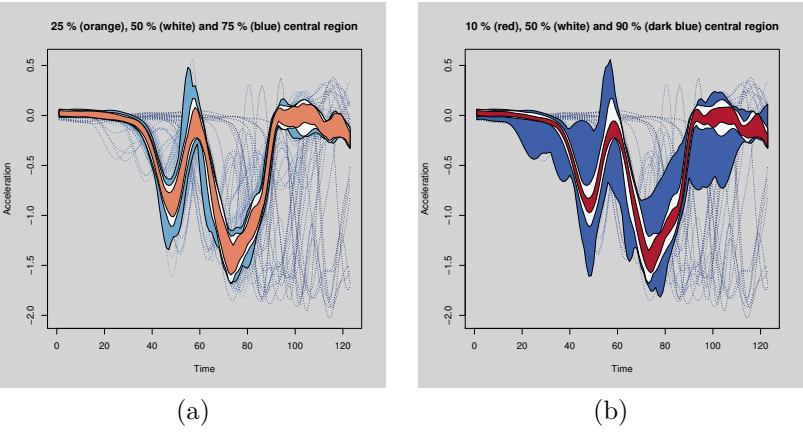 25 % (orange), 50 % (white) and 75 % (blue) central region
Acceleration
0.5
0.0
−0.5
−1.0
−1.5
−2.0
0 20 40 60 80 100 120
Time
(a)
10 % (red), 50 % (white) and 90 % (dark blue) central region
Acceleration
0.5
0.0
−0.5
−1.0
−1.5
−2.0
0 20 40 60 80 100 120
Time
(b)